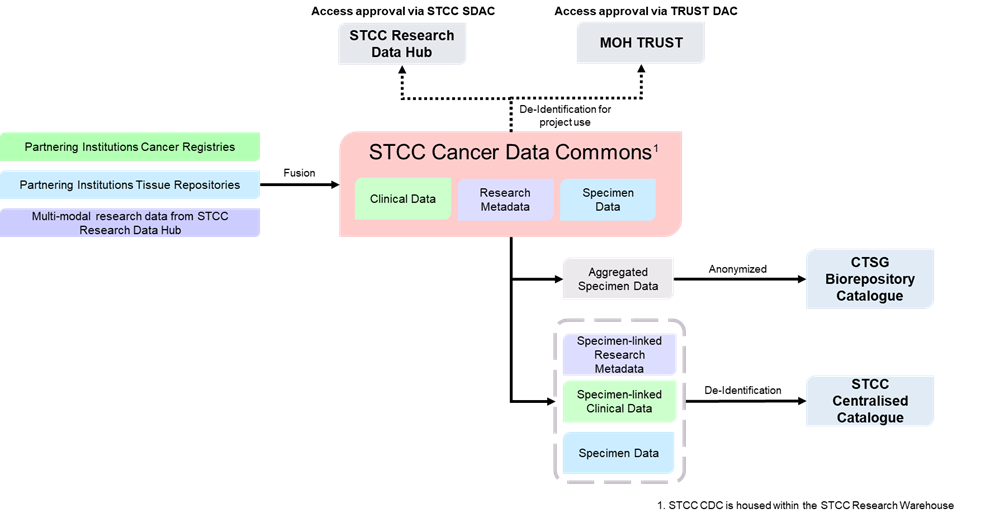 Access approval via STCC SDAC
STCC Research
Data Hub
Access approval via TRUST DAC
MOH TRUST
De-Identification for
project use
Partnering Institutions Cancer Registries
Partnering Institutions Tissue Repositories
Multi-modal research data from STCC
Research Data Hub
Fusion
STCC Cancer Data Commons¹
Clinical Data
Research
Metadata
Specimen
Data
Aggregated
Specimen Data
Anonymized
CTSG
Biorepository
Catalogue
Specimen-linked
Research
Metadata
Specimen-linked
Clinical Data
Specimen Data
De-Identification
STCC
Centralised
Catalogue
1. STCC CDC is housed within the STCC Research Warehouse